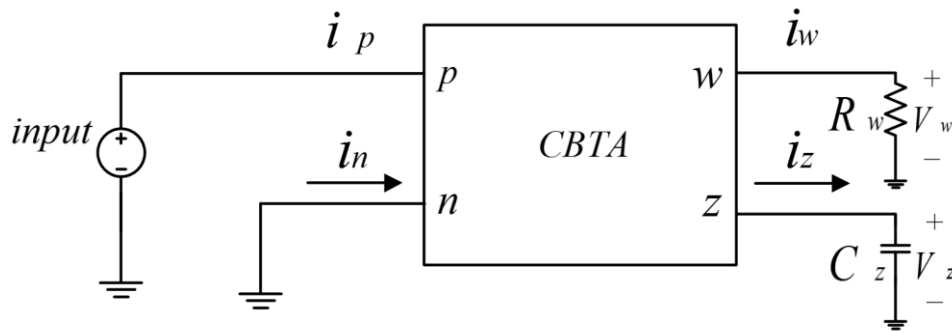 i p
i w
p
w
+
input
+
-
R w
V w
CBTA
i n
i z
−
n
z
+
C z
V z
−